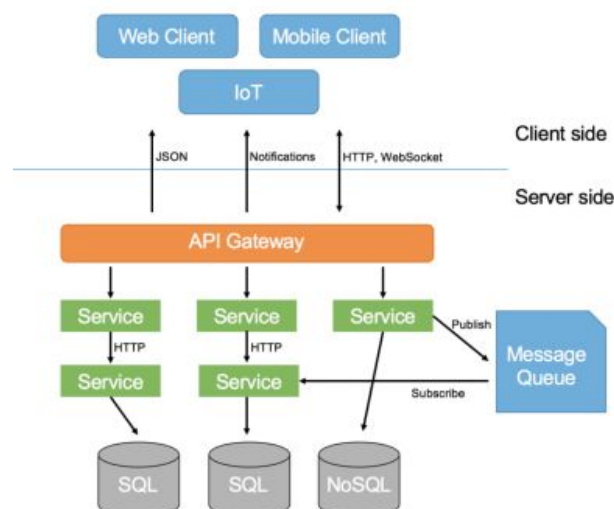 Web Client
Mobile Client
IoT
Client side
JSON
Notifications
HTTP, WebSocket
Server side
API Gateway
Service
Service
Service
Publish
HTTP
HTTP
Message
Queue
Service
Service
Subscribe
SQL
SQL
NoSQL